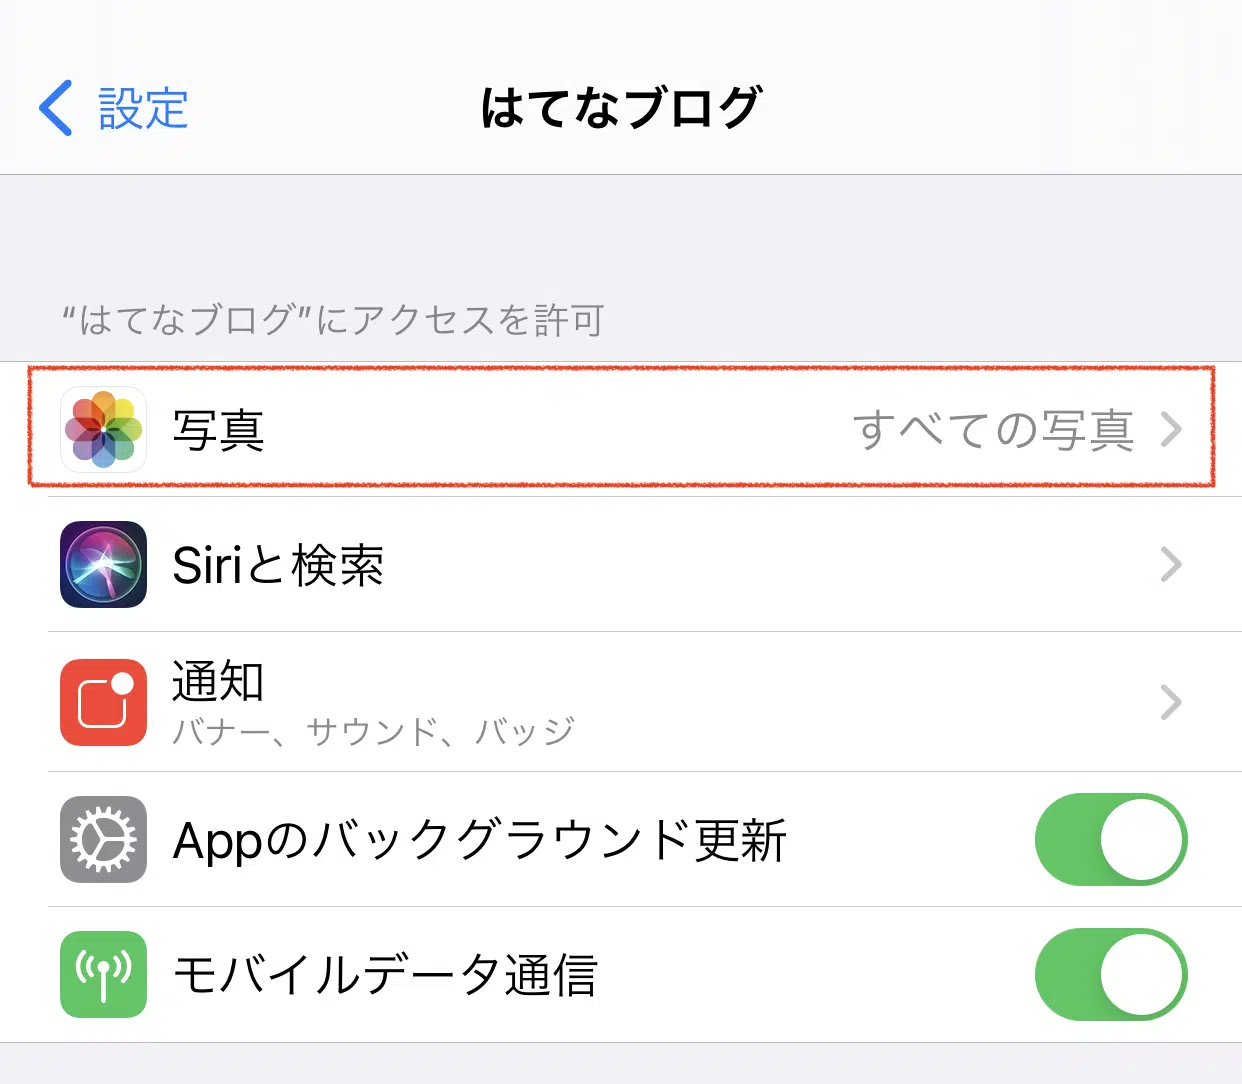 設定
はてなブログ
“はてなブログ”にアクセスを許可
写真
すべての写真
Siriと検索
通知
バナー、サウンド、バッジ
Appのバックグラウンド更新
モバイルデータ通信